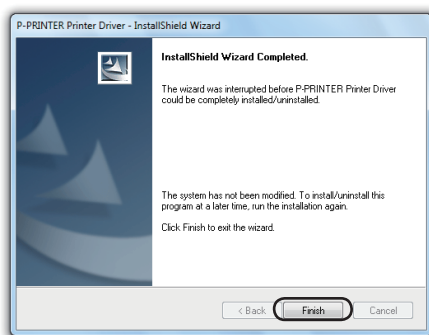 P-PRINTER Printer Driver - InstallShield Wizard
InstallShield Wizard Completed.
The wizard was interrupted before P-PRINTER Printer Driver
could be completely installed/uninstalled.
The system has not been modified. To install/uninstall this
program at a later time, run the installation again.
Click Finish to exit the wizard.
< Back
Finish
Cancel